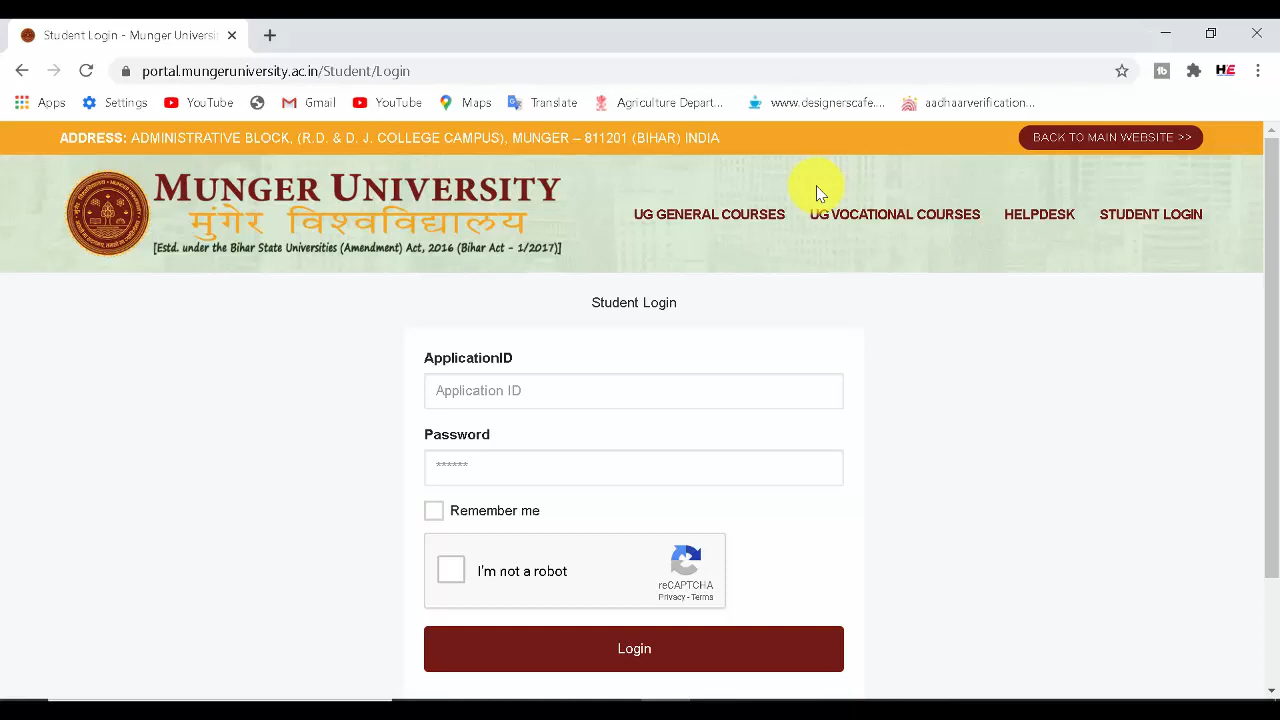 Student Login - Munger Universi
portal.mungeruniversity.ac.in/Student/Login
Apps Settings YouTube Gmail YouTube Maps Translate Agriculture Depart... www.designerscafe.... aadhaarverification...
ADDRESS: ADMINISTRATIVE BLOCK, (R.D. & D. J. COLLEGE CAMPUS), MUNGER – 811201 (BIHAR) INDIA
BACK TO MAIN WEBSITE >>
MUNGER UNIVERSITY
मुंगेर विश्वविद्यालय
[Estd. under the Bihar State Universities (Amendment) Act, 2016 (Bihar Act - 1/2017)]
UG GENERAL COURSES UG VOCATIONAL COURSES HELPDESK STUDENT LOGIN
Student Login
ApplicationID
Application ID
Password
******
Remember me
I'm not a robot
reCAPTCHA
Privacy - Terms
Login